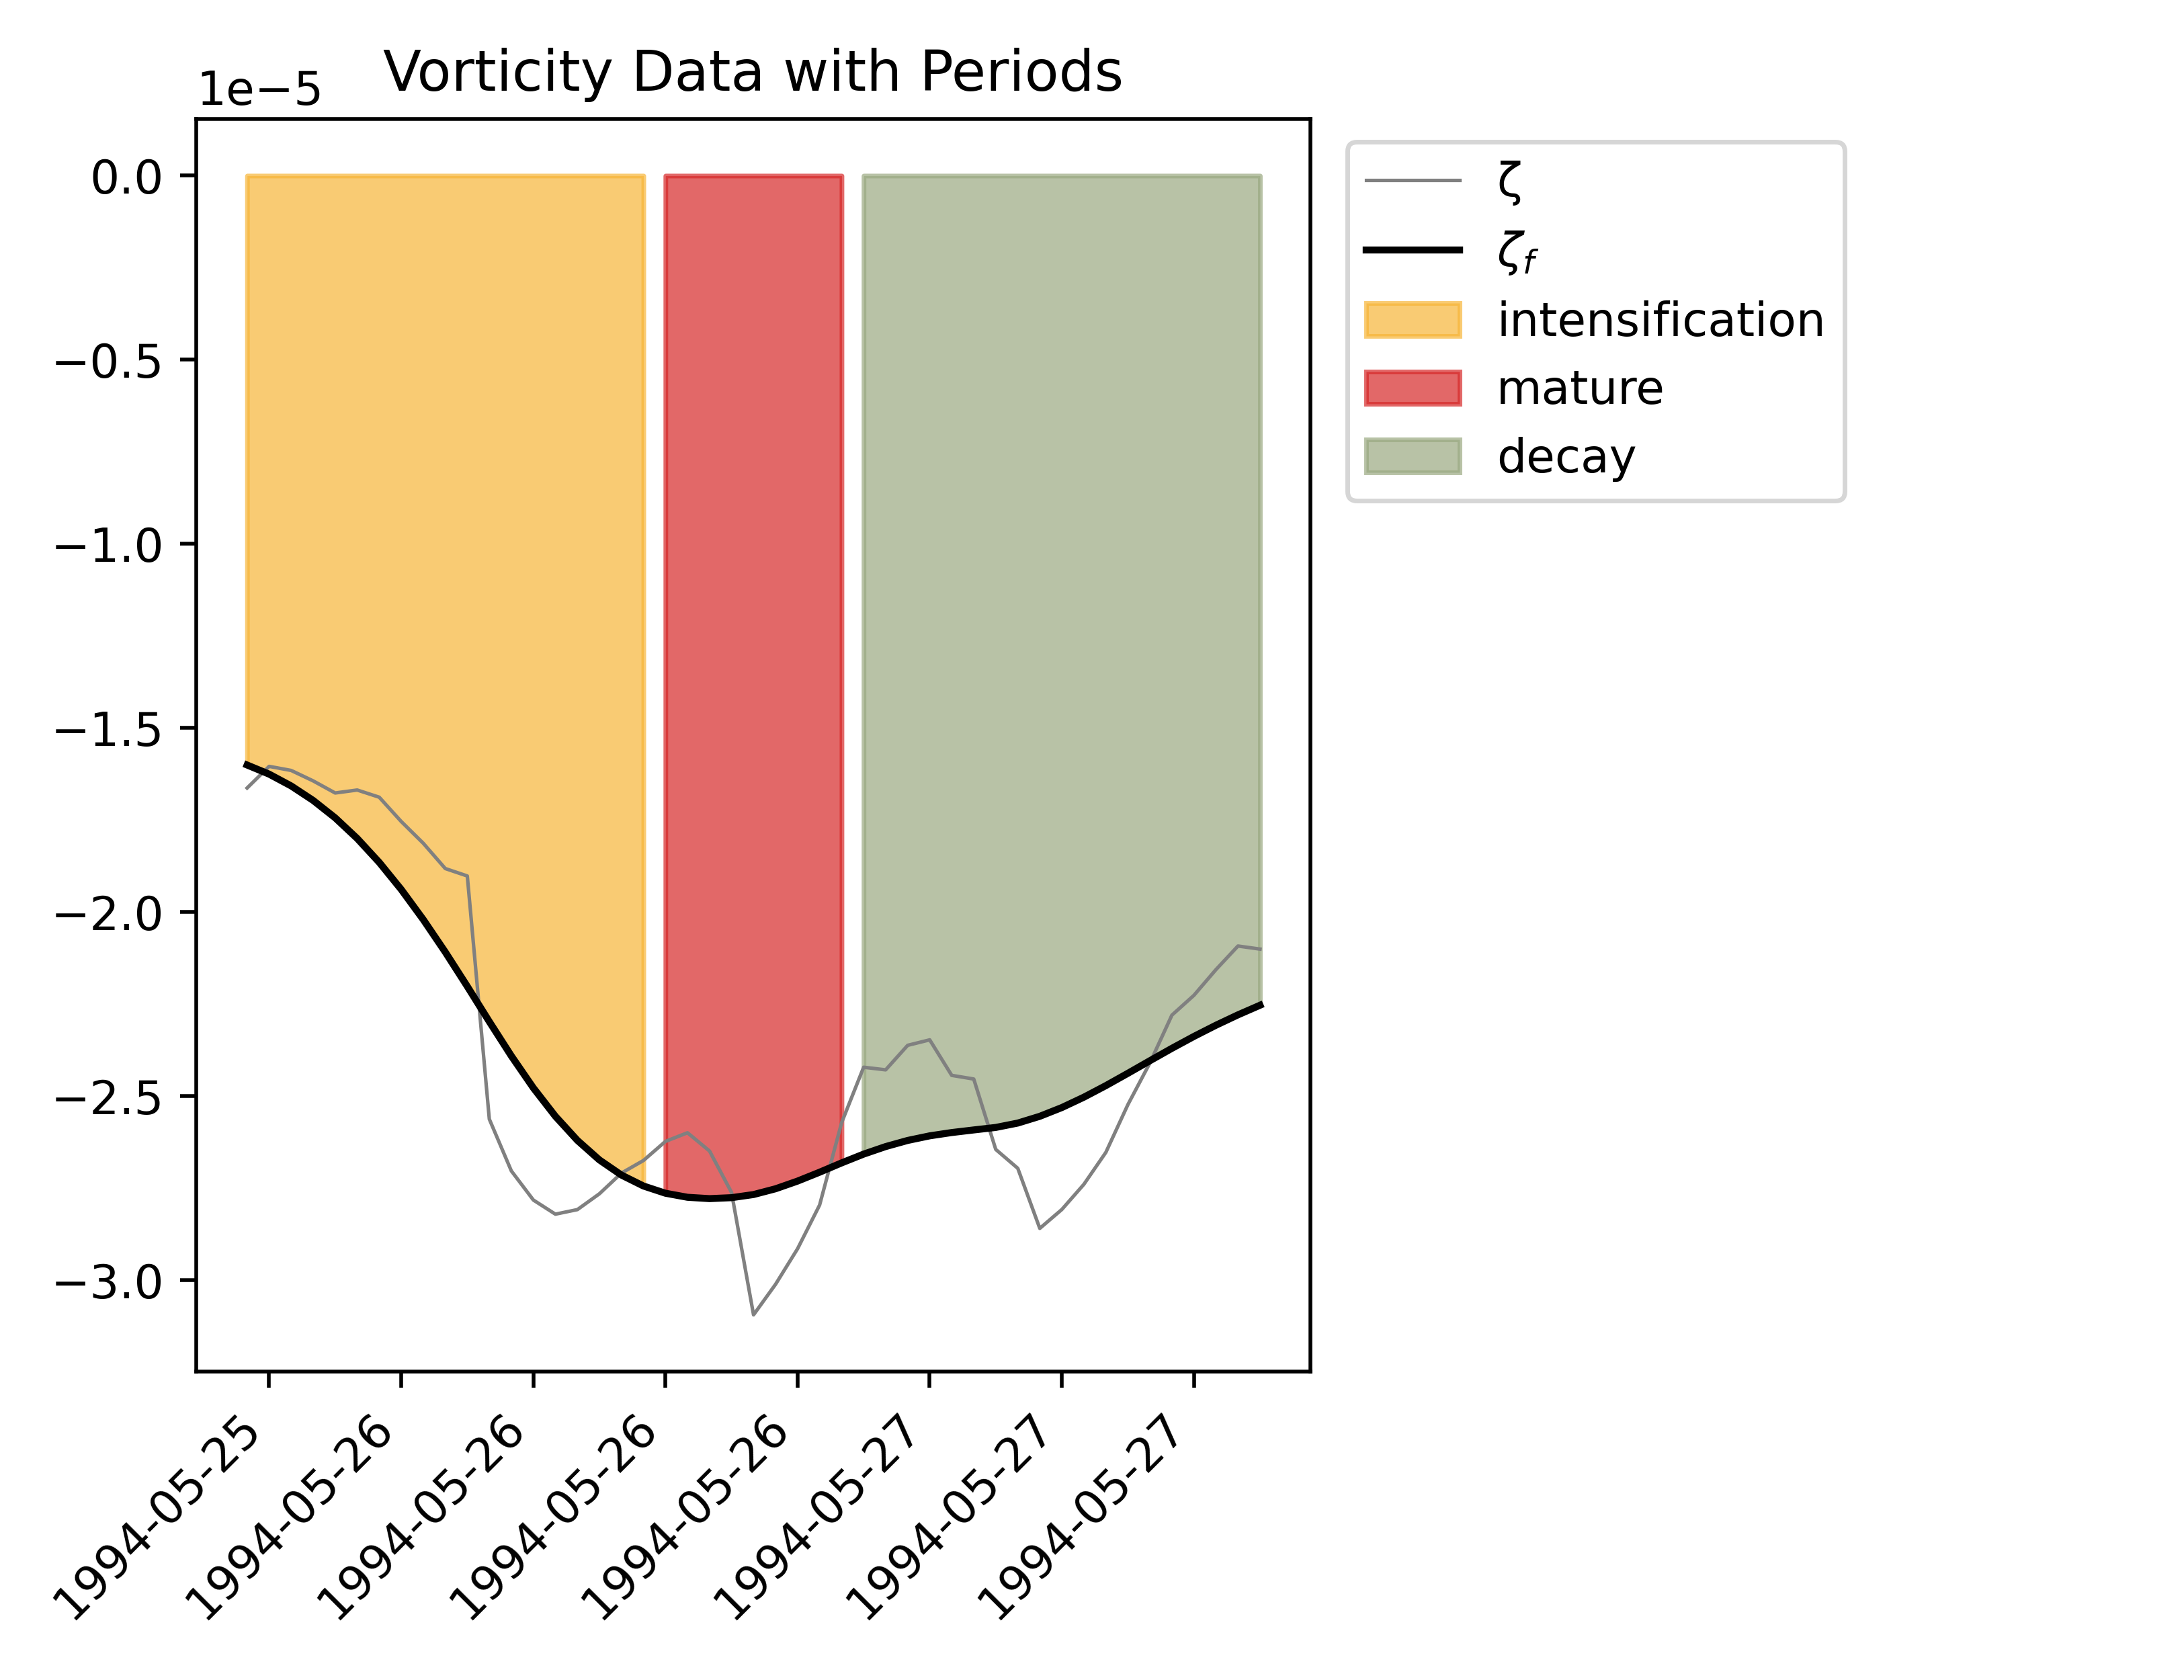 Vorticity Data with Periods
1e−5
0.0
−0.5
−1.0
−1.5
−2.0
−2.5
−3.0
1994-05-25
1994-05-26
1994-05-26
1994-05-26
1994-05-26
1994-05-27
1994-05-27
1994-05-27
ζ
ζf
intensification
mature
decay